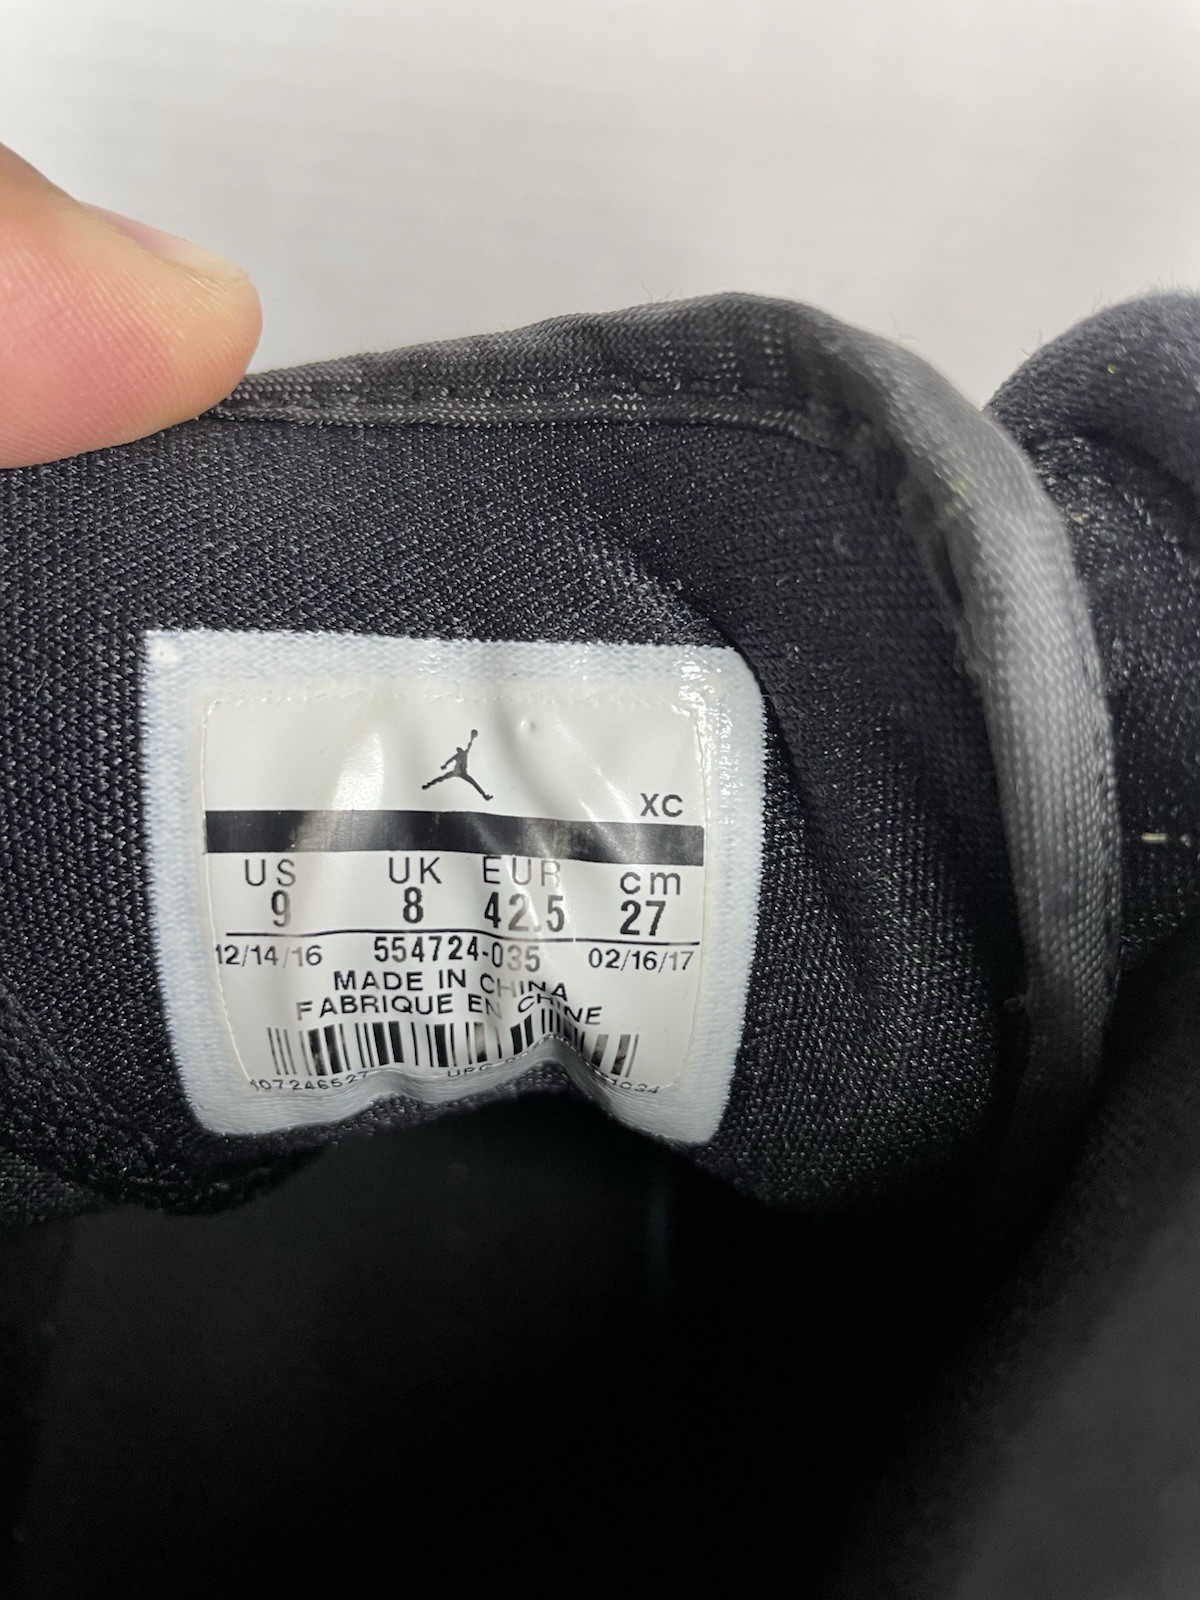 XC
US UK EUR cm
9 8 42.5 27
12/14/16 554724-035 02/16/17
MADE IN CHINA
FABRIQUE EN CHINE